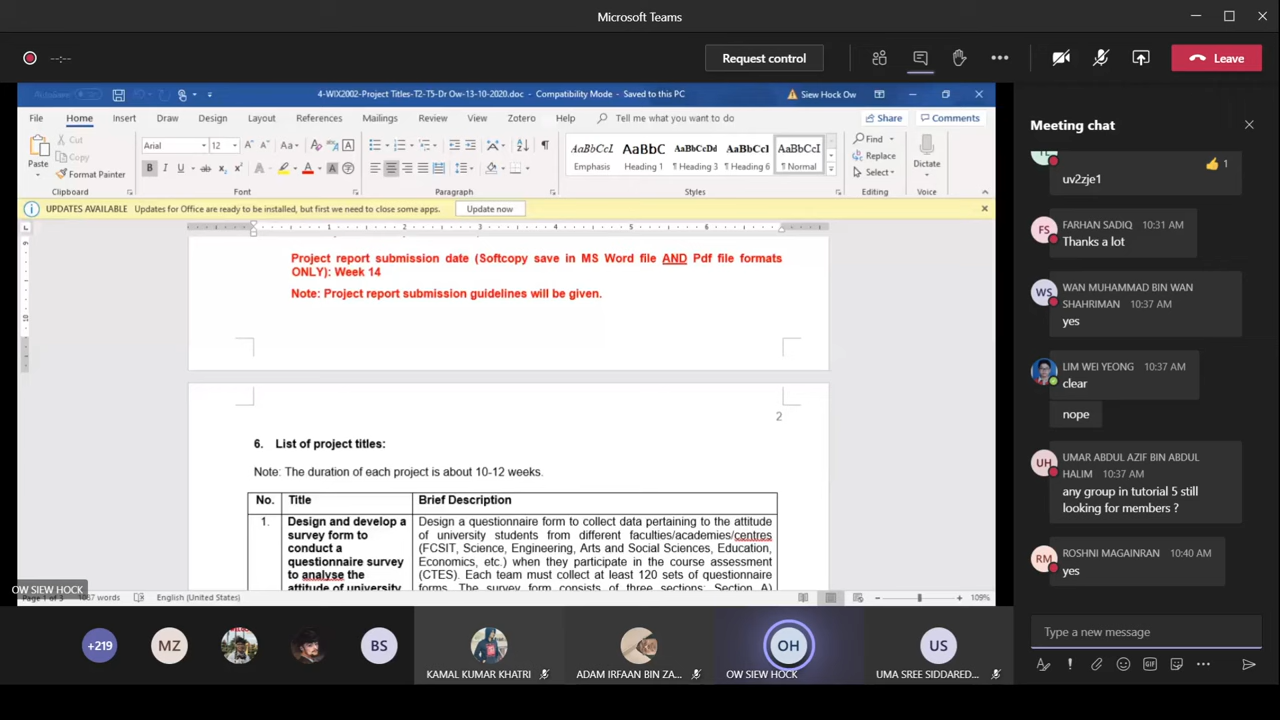 Microsoft Teams
--:--
Request control
Leave
4-WIX2002-Project Titles-T2-T5-Dr Ow-13-10-2020.doc - Compatibility Mode - Saved to this PC
Siew Hock Ow
File Home Insert Draw Design Layout References Mailings Review View Zotero Help Tell me what you want to do
Share Comments
Paste
Cut
Copy
Format Painter
Arial 12
AaBbCcL AaBbC AaBbCcDd AaBbCcD AaBbCcI
Emphasis Heading 1 ¶ Heading 6 ¶ Heading 7 ¶ Normal
Find
Replace
Select
Dictate
Clipboard Font Paragraph Styles Editing Voice
UPDATES AVAILABLE Updates for Office are ready to be installed, but first we need to close some apps. Update now
1 2 3 4 5 6 7
Project report submission date (Softcopy save in MS Word file AND Pdf file formats
ONLY): Week 14
Note: Project report submission guidelines will be given.
2
6. List of project titles:
Note: The duration of each project is about 10-12 weeks.
No. Title Brief Description
1. Design and develop a survey form to conduct a questionnaire survey to analyse the attitude of university
Design a questionnaire form to collect data pertaining to the attitude
of university students from different faculties/academies/centres
(FCSIT, Science, Engineering, Arts and Social Sciences, Education,
Economics, etc.) when they participate in the course assessment
(CTES). Each team must collect at least 120 sets of questionnaire
forms. The survey form consists of three sections: Section A)
OW SIEW HOCK
words English (United States)
109%
Meeting chat
uv2zje1
1
FS
FARHAN SADIQ 10:31 AM
Thanks a lot
WS
WAN MUHAMMAD BIN WAN
SHAHRIMAN 10:37 AM
yes
LIM WEI YEONG 10:37 AM
clear
nope
UH
UMAR ABDUL AZIF BIN ABDUL
HALIM 10:37 AM
any group in tutorial 5 still
looking for members ?
RM
ROSHNI MAGAINRAN 10:40 AM
yes
Type a new message
GIF
+219
MZ
BS
KAMAL KUMAR KHATRI
ADAM IRFAAN BIN ZA...
OH
OW SIEW HOCK
US
UMA SREE SIDDARED...